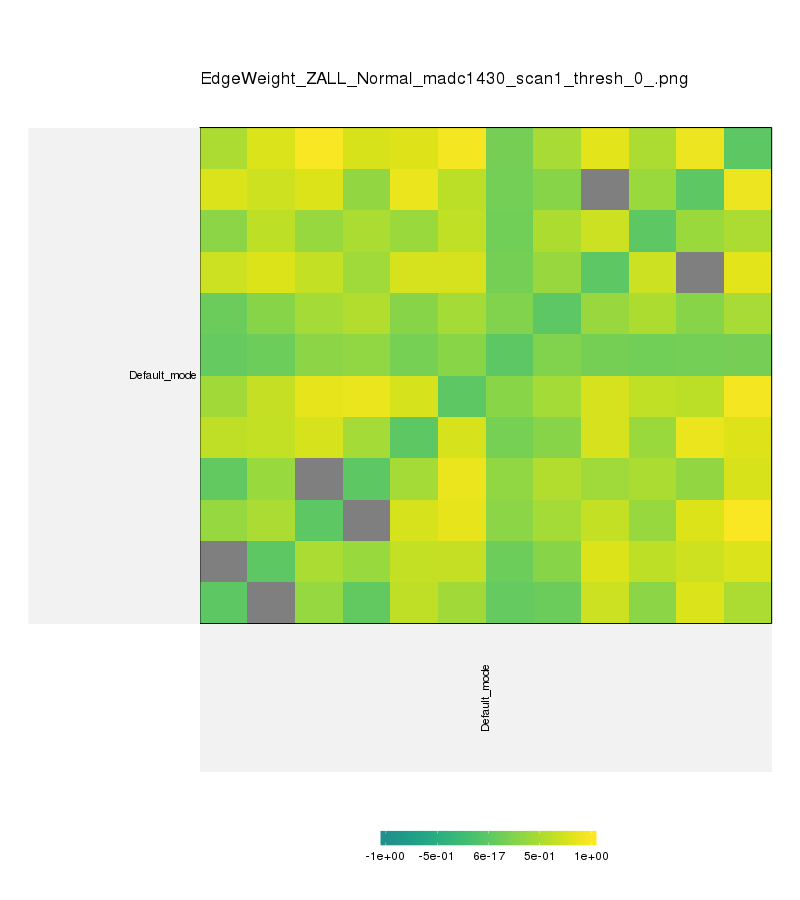 EdgeWeight_ZALL_Normal_madc1430_scan1_thresh_0_.png
Default_mode
Default_mode
-1e+00 -5e-01 6e-17 5e-01 1e+00